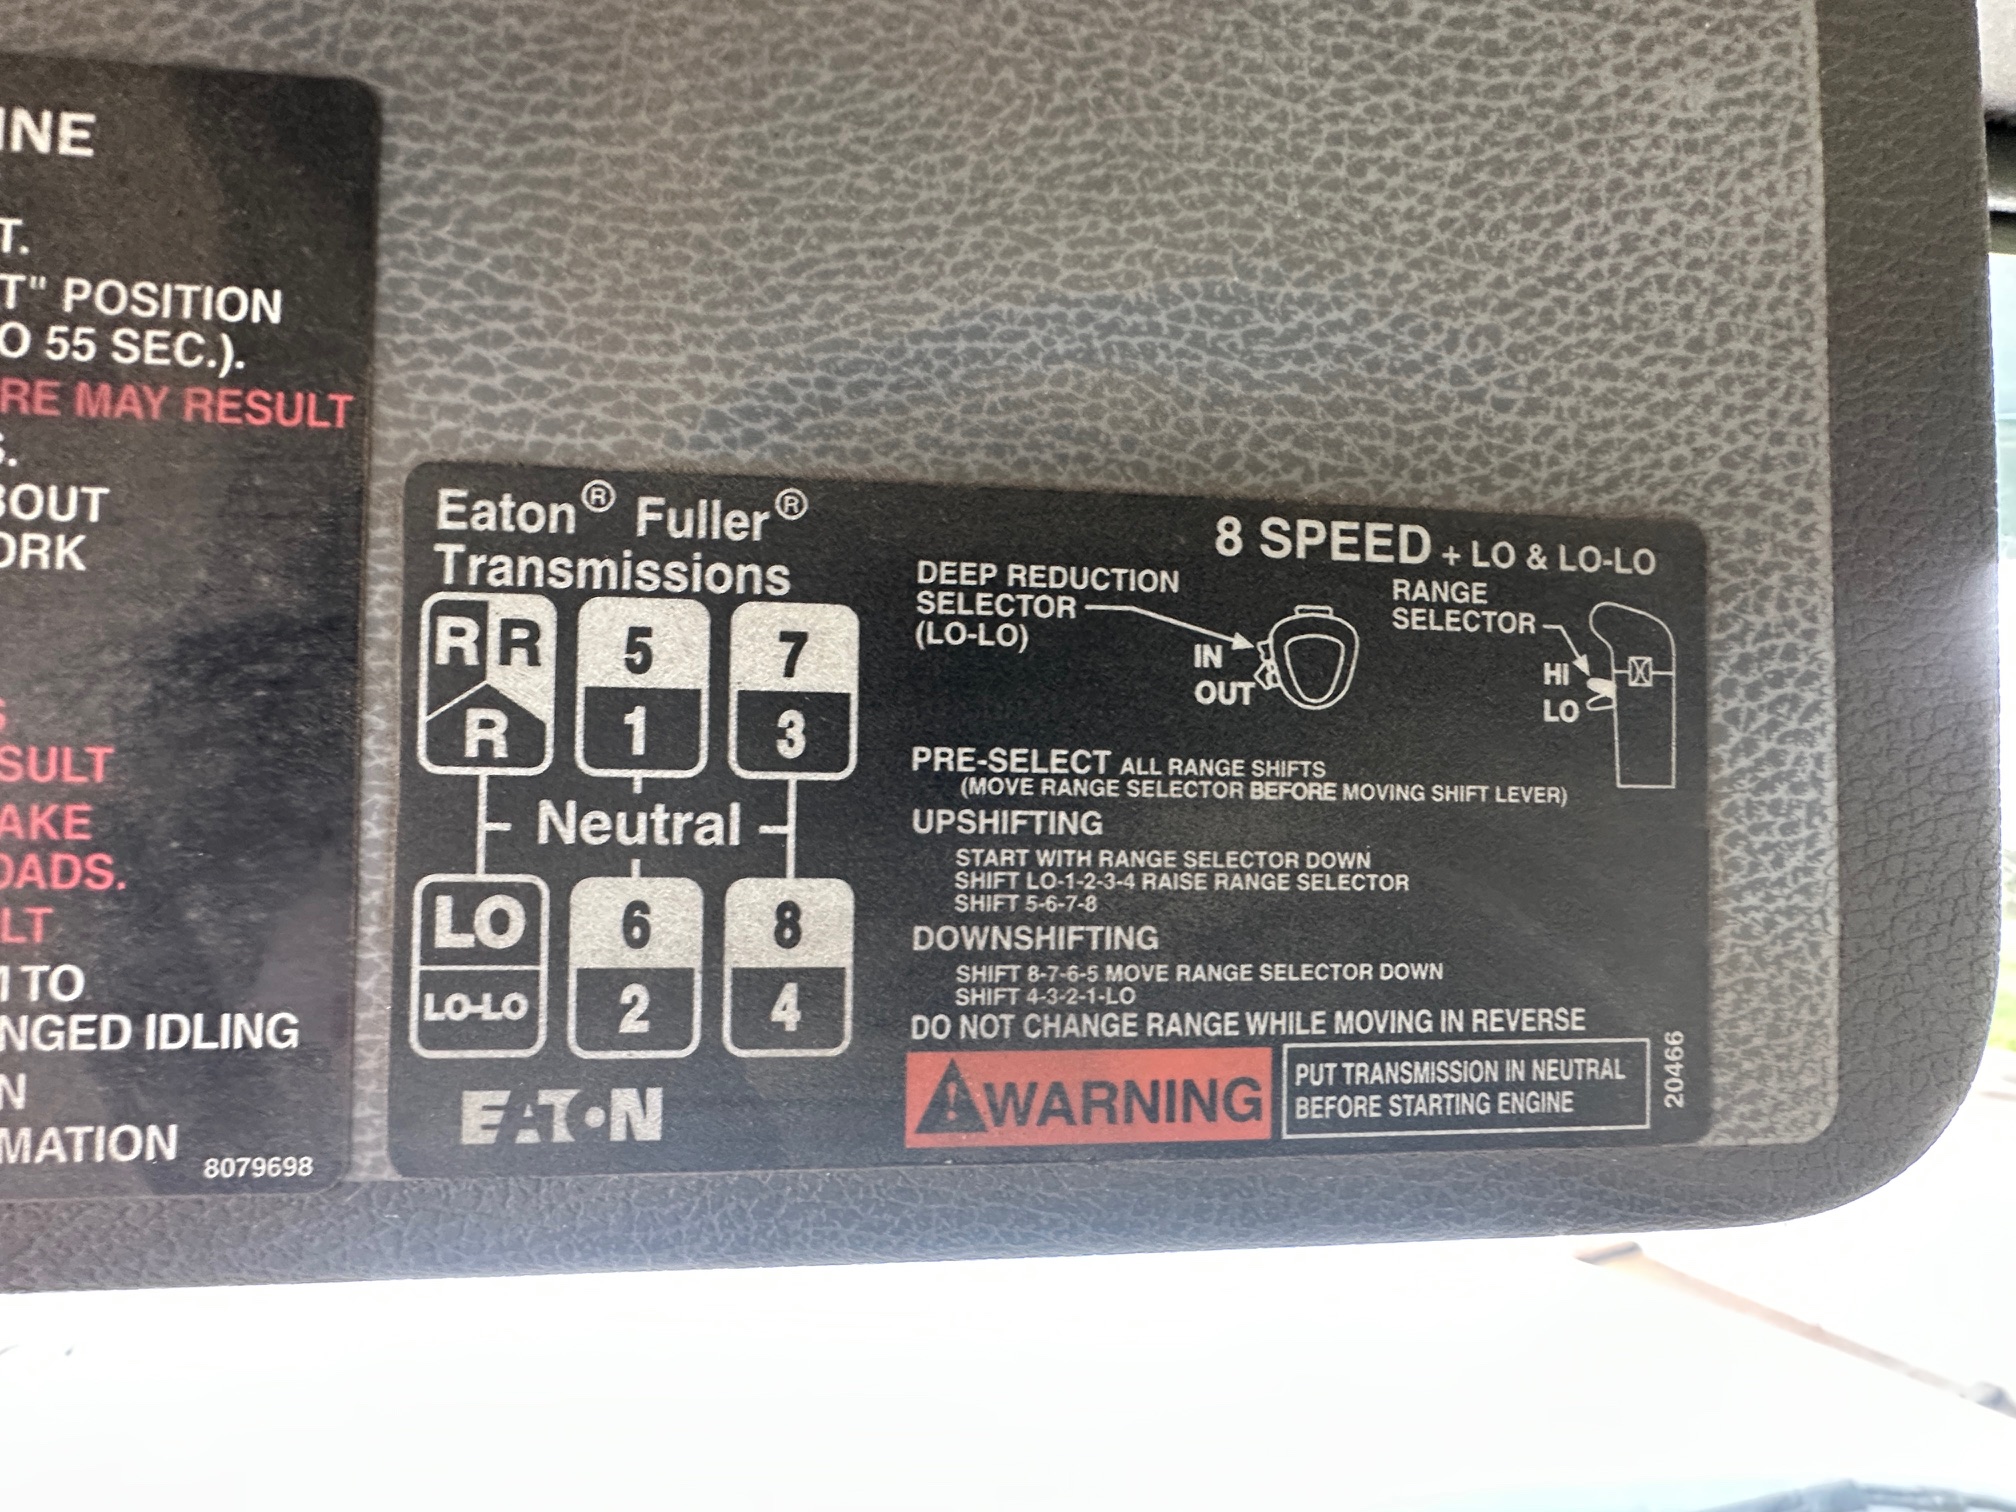 INE
T.
T" POSITION
O 55 SEC.).
RE MAY RESULT
S.
BOUT
ORK
S
SULT
AKE
OADS.
LT
M TO
NGED IDLING
N
MATION
8079698
Eaton® Fuller®
Transmissions
R R
R
5
1
7
3
Neutral
LO
LO-LO
6
2
8
4
EATON
8 SPEED + LO & LO-LO
DEEP REDUCTION
SELECTOR
(LO-LO)
IN
OUT
RANGE
SELECTOR
HI
LO
PRE-SELECT ALL RANGE SHIFTS
(MOVE RANGE SELECTOR BEFORE MOVING SHIFT LEVER)
UPSHIFTING
START WITH RANGE SELECTOR DOWN
SHIFT LO-1-2-3-4 RAISE RANGE SELECTOR
SHIFT 5-6-7-8
DOWNSHIFTING
SHIFT 8-7-6-5 MOVE RANGE SELECTOR DOWN
SHIFT 4-3-2-1-LO
DO NOT CHANGE RANGE WHILE MOVING IN REVERSE
WARNING
PUT TRANSMISSION IN NEUTRAL
BEFORE STARTING ENGINE
20466